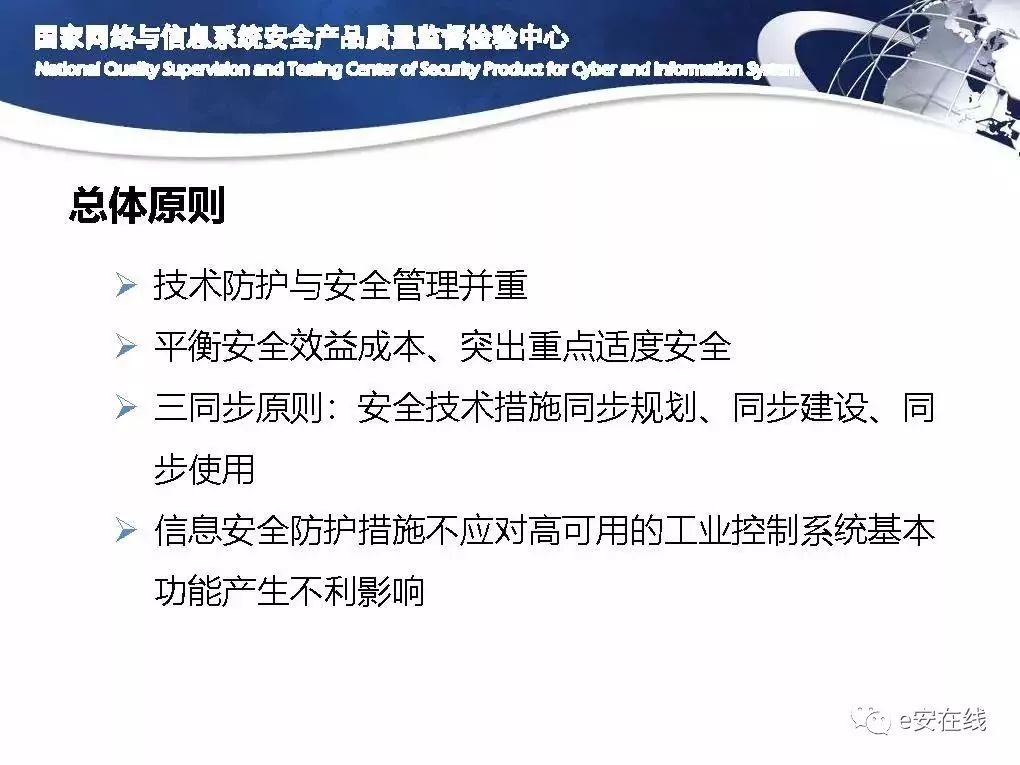 国家网络与信息系统安全产品质量监督检验中心
National Quality Supervision and Testing Center of Security Product for Cyber and Information System
总体原则
技术防护与安全管理并重
平衡安全效益成本、突出重点适度安全
三同步原则：安全技术措施同步规划、同步建设、同
步使用
信息安全防护措施不应对高可用的工业控制系统基本
功能产生不利影响
e安在线